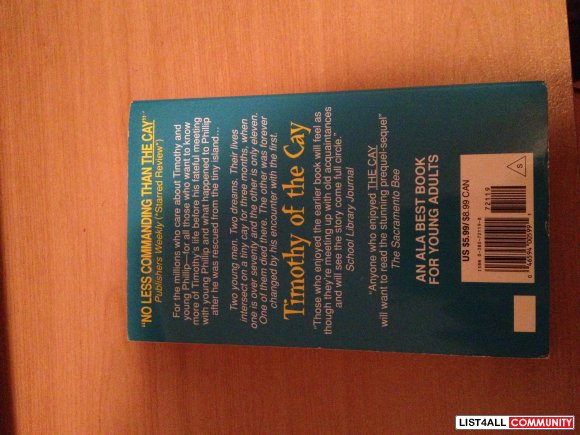 "NO LESS COMMANDING THAN THE CAY"*
Publishers Weekly (*Starred Review*)
For the millions who care about Timothy and
young Phillip—for all those who want to know
more of Timothy's life before his fateful meeting
with young Phillip and what happened to Phillip
after he was rescued from the tiny island...
Two young men. Two dreams. Their lives
intersect on a tiny cay for three months, when
one is over seventy and the other is only eleven.
One of them died there. The other was forever
changed by his encounter with the first.
Timothy of the Cay
"Those who enjoyed the earlier book will feel as
though they're meeting up with old acquaintances
and will see the story come full circle."
School Library Journal
"Anyone who enjoyed THE CAY
will want to read the stunning prequel-sequel"
The Sacramento Bee
AN ALA BEST BOOK
FOR YOUNG ADULTS
US $5.99/$8.99 CAN
72119
S
LIST4ALL COMMUNITY